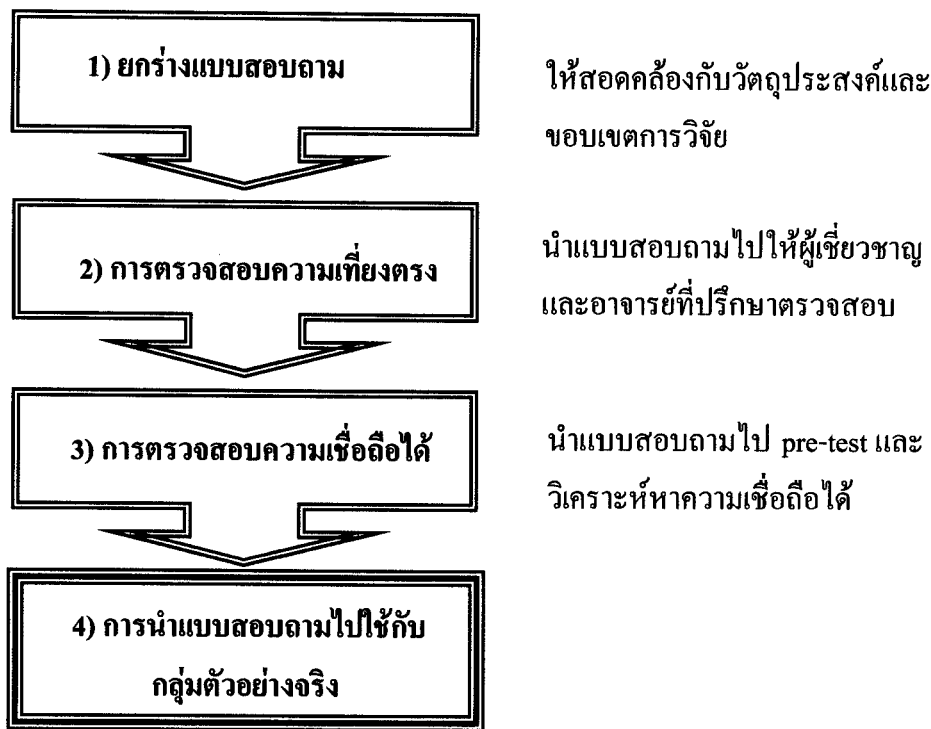 1) ยกร่างแบบสอบถาม
ให้สอดคล้องกับวัตถุประสงค์และ
ขอบเขตการวิจัย
2) การตรวจสอบความเที่ยงตรง
นำแบบสอบถามไปให้ผู้เชี่ยวชาญ
และอาจารย์ที่ปรึกษาตรวจสอบ
3) การตรวจสอบความเชื่อถือได้
นำแบบสอบถามไป pre-test และ
วิเคราะห์หาความเชื่อถือได้
4) การนำแบบสอบถามไปใช้กับ
กลุ่มตัวอย่างจริง